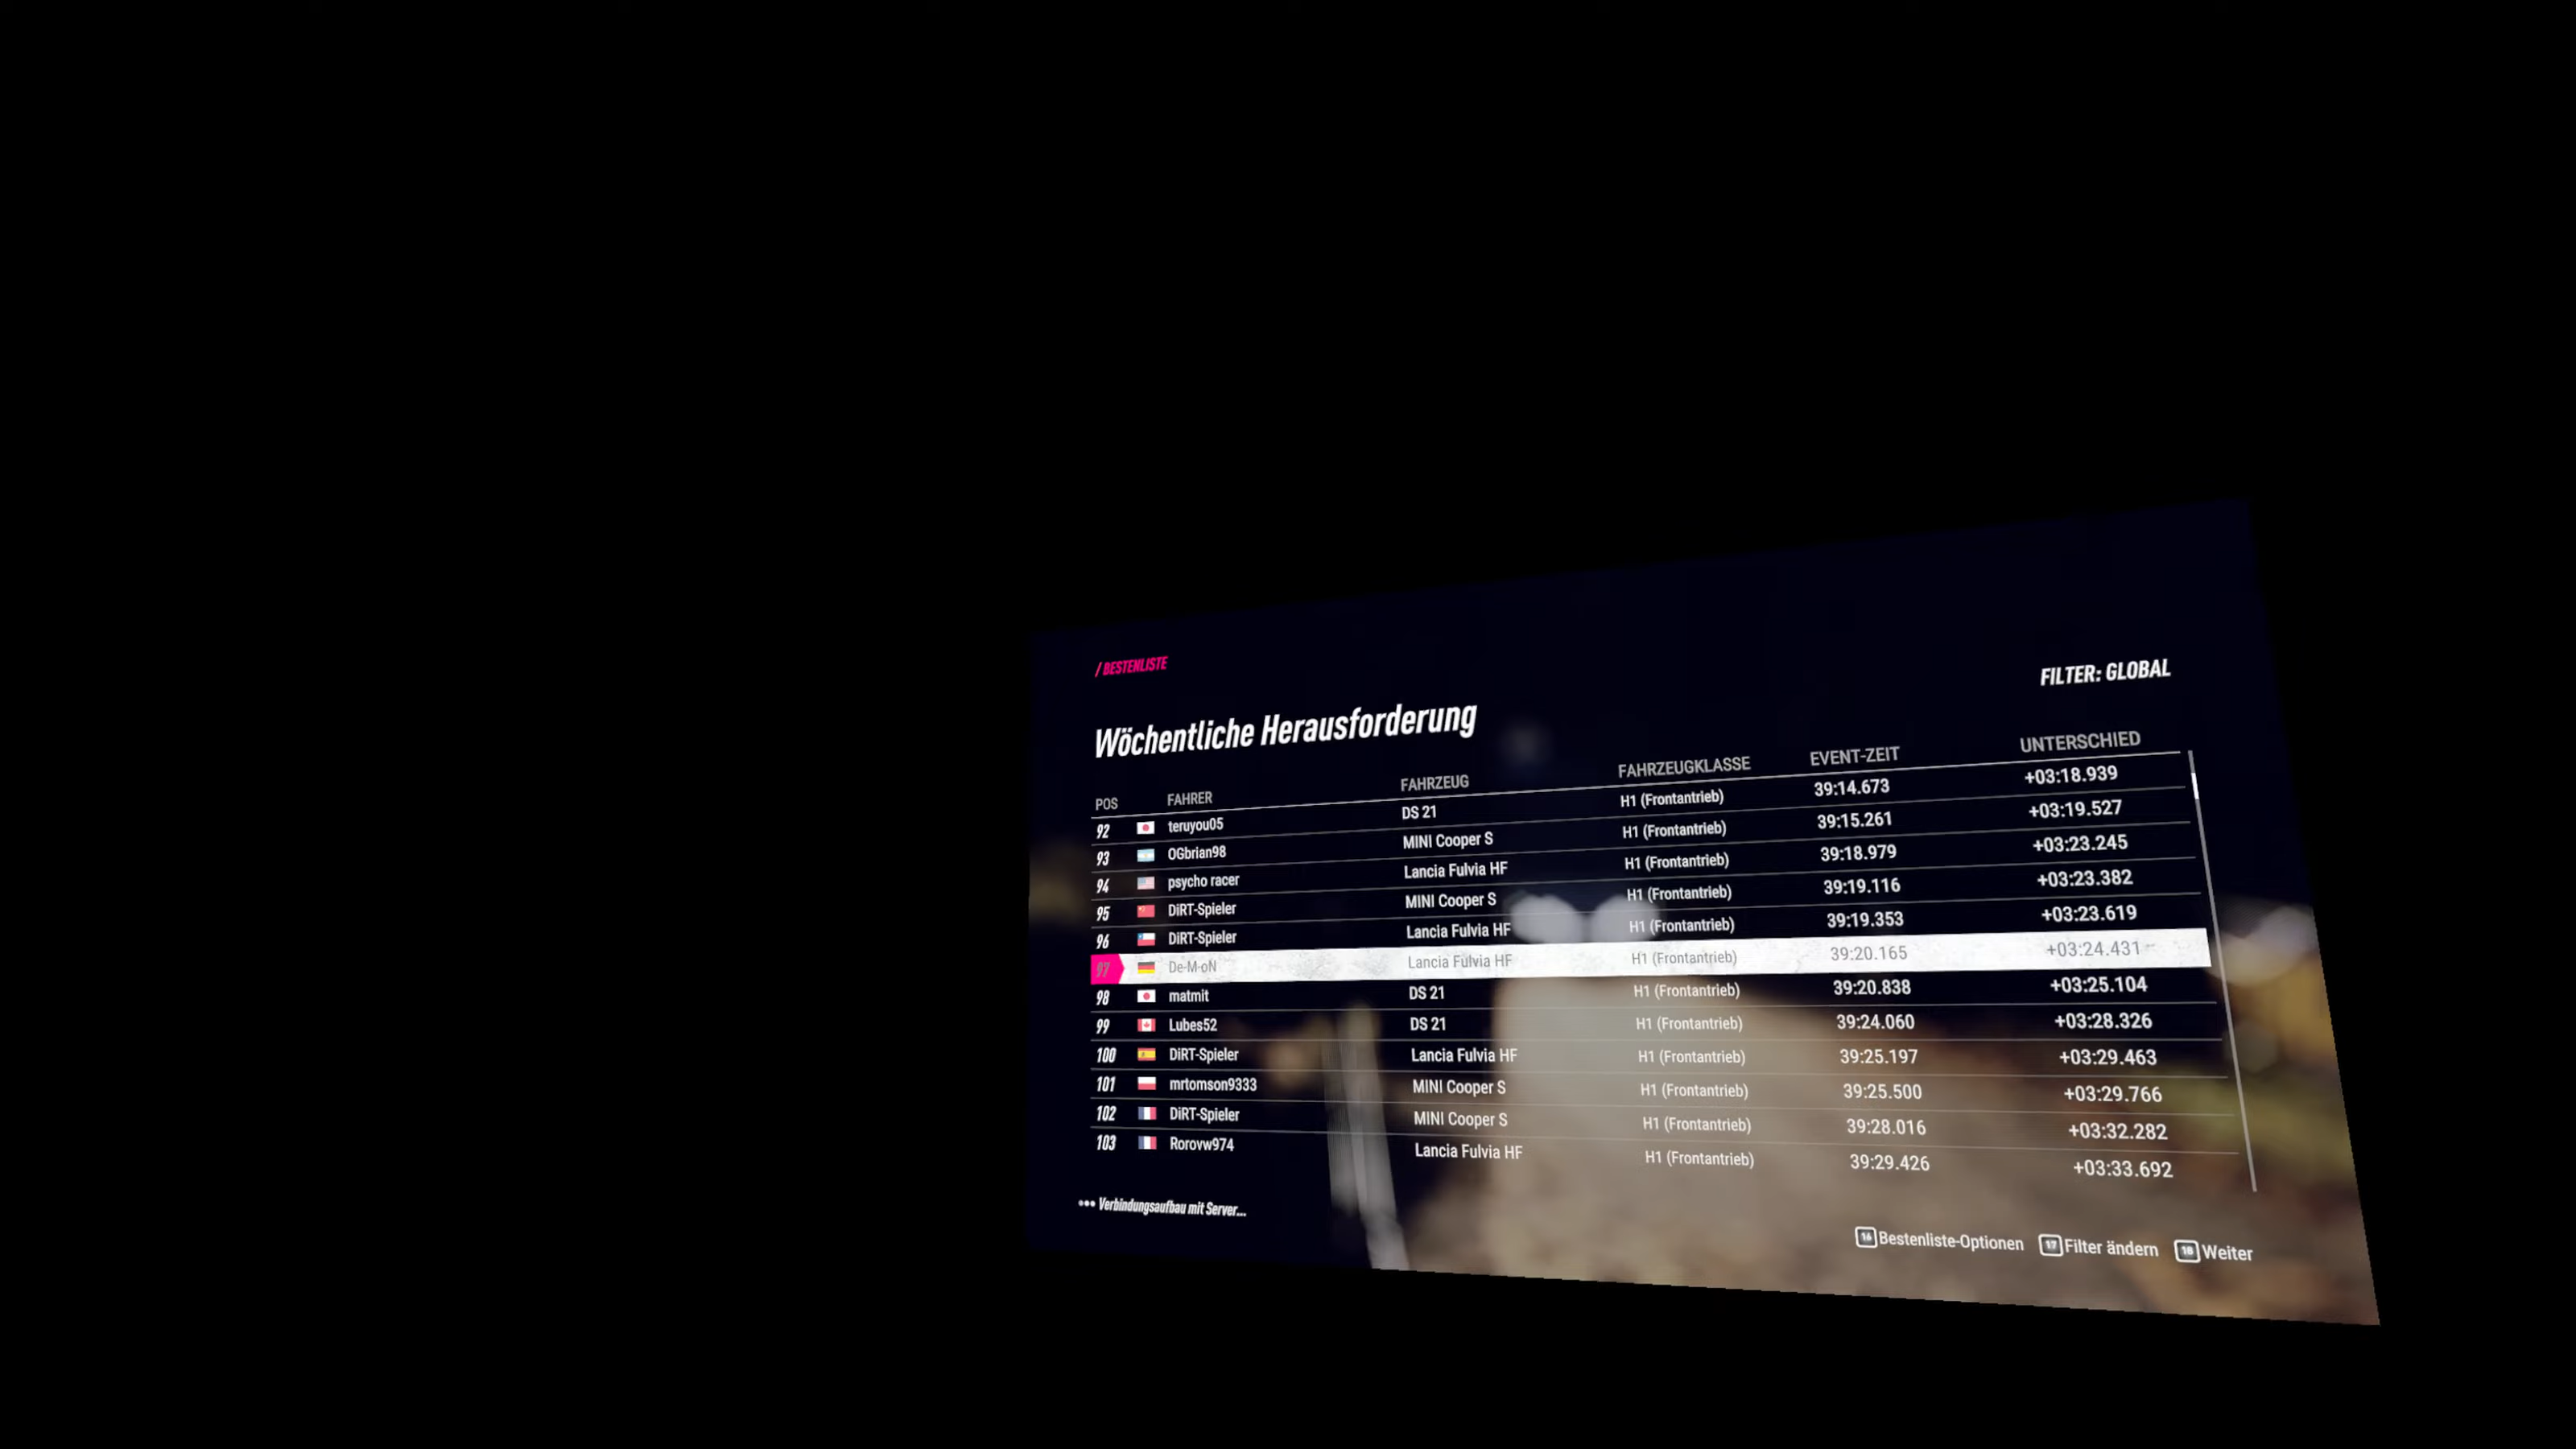 / BESTENLISTE
FILTER: GLOBAL
Wöchentliche Herausforderung
POS FAHRER FAHRZEUG FAHRZEUGKLASSE EVENT-ZEIT UNTERSCHIED
92 teruyou05 DS 21 H1 (Frontantrieb) 39:14.673 +03:18.939
93 OGbrian98 MINI Cooper S H1 (Frontantrieb) 39:15.261 +03:19.527
94 psycho racer Lancia Fulvia HF H1 (Frontantrieb) 39:18.979 +03:23.245
95 DiRT-Spieler MINI Cooper S H1 (Frontantrieb) 39:19.116 +03:23.382
96 DiRT-Spieler Lancia Fulvia HF H1 (Frontantrieb) 39:19.353 +03:23.619
97 De-M-oN Lancia Fulvia HF H1 (Frontantrieb) 39:20.165 +03:24.431
98 matmit DS 21 H1 (Frontantrieb) 39:20.838 +03:25.104
99 Lubes52 DS 21 H1 (Frontantrieb) 39:24.060 +03:28.326
100 DiRT-Spieler Lancia Fulvia HF H1 (Frontantrieb) 39:25.197 +03:29.463
101 mrtomson9333 MINI Cooper S H1 (Frontantrieb) 39:25.500 +03:29.766
102 DiRT-Spieler MINI Cooper S H1 (Frontantrieb) 39:28.016 +03:32.282
103 Rorovw974 Lancia Fulvia HF H1 (Frontantrieb) 39:29.426 +03:33.692
Verbindungsaufbau mit Server...
16 Bestenliste-Optionen 17 Filter ändern 18 Weiter